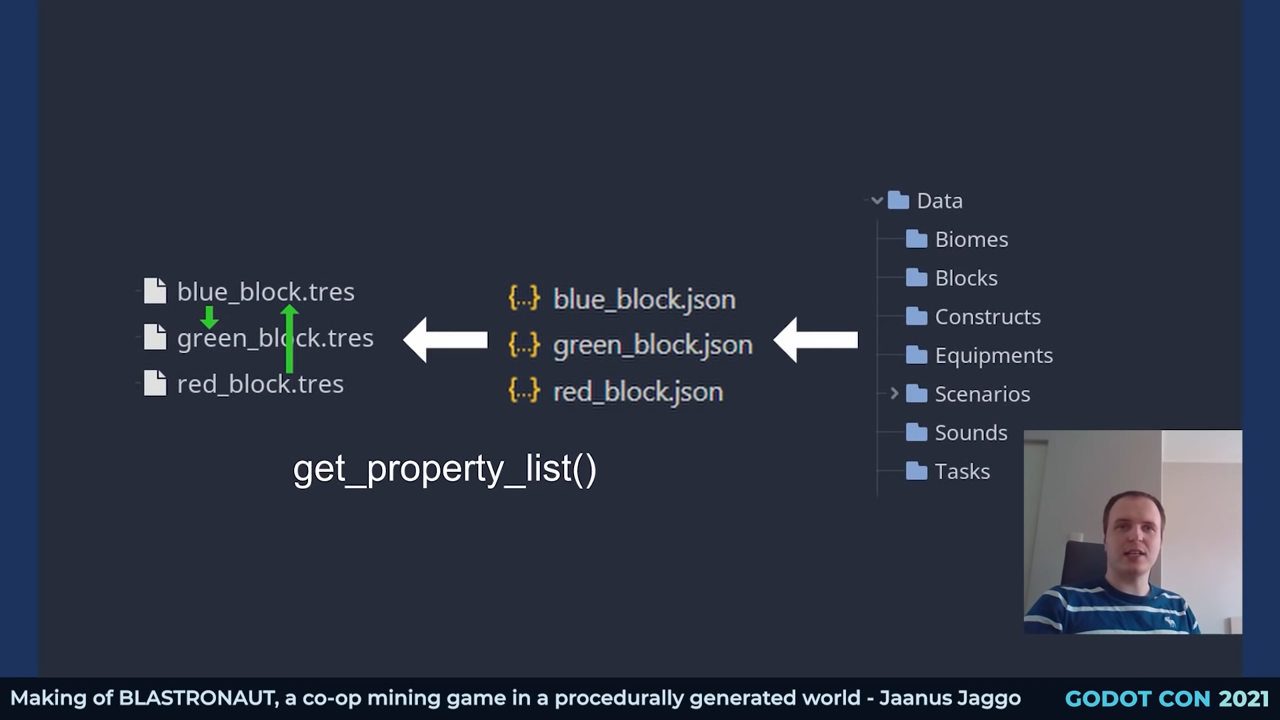 blue_block.tres
green_block.tres
red_block.tres
{...} blue_block.json
{...} green_block.json
{...} red_block.json
get_property_list()
Data
Biomes
Blocks
Constructs
Equipments
Scenarios
Sounds
Tasks
Making of BLASTRONAUT, a co-op mining game in a procedurally generated world - Jaanus Jaggo
GODOT CON 2021